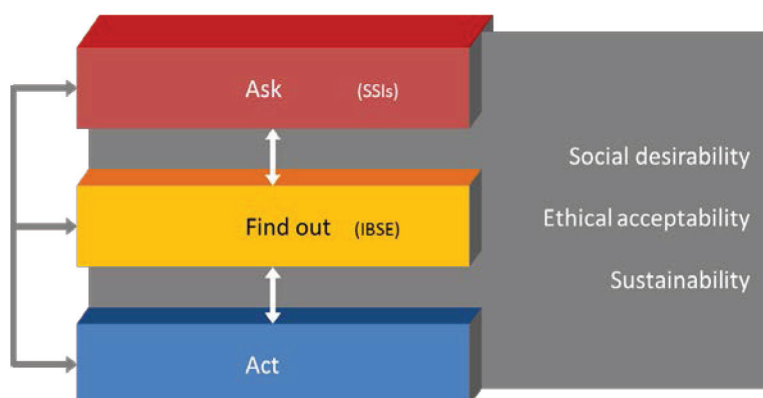 Ask (SSIs)
Social desirability
Find out (IBSE)
Ethical acceptability
Sustainability
Act